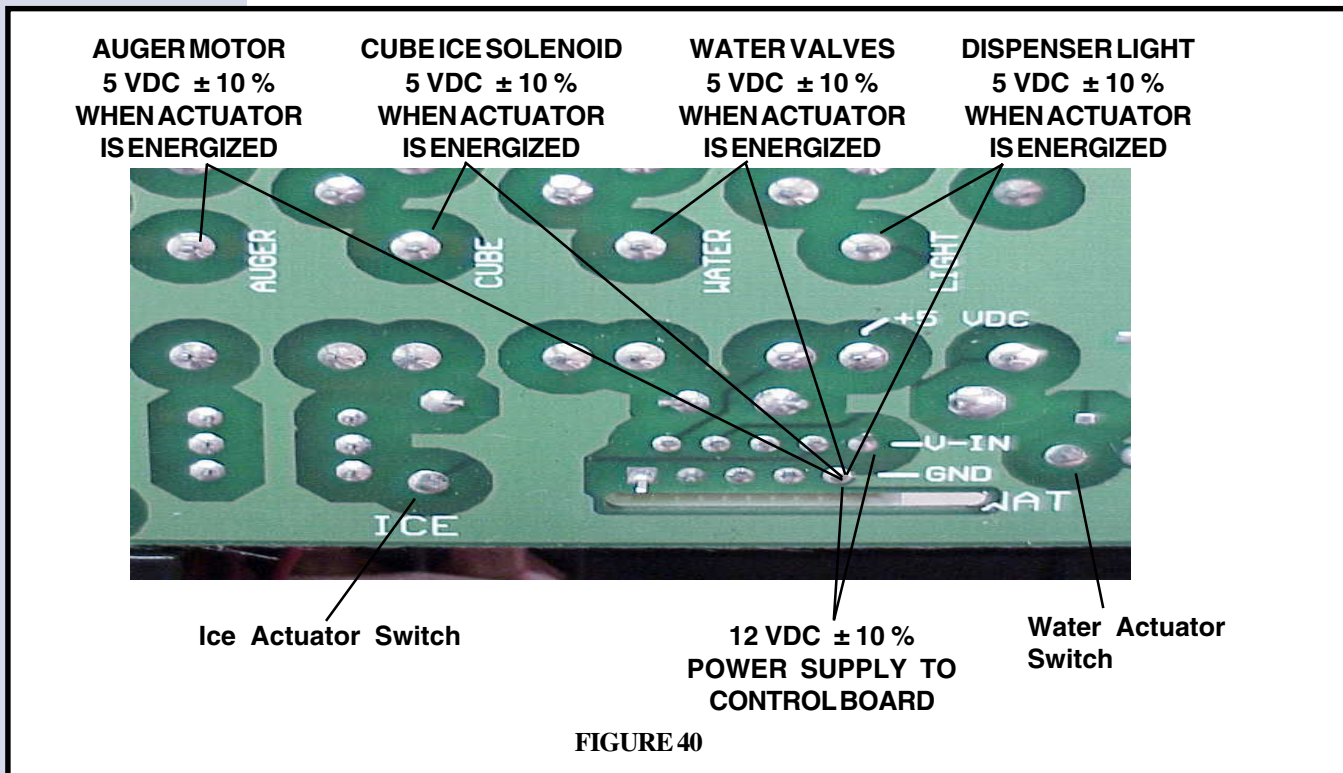 AUGER MOTOR
5 VDC ± 10 %
WHEN ACTUATOR
IS ENERGIZED
CUBE ICE SOLENOID
5 VDC ± 10 %
WHEN ACTUATOR
IS ENERGIZED
WATER VALVES
5 VDC ± 10 %
WHEN ACTUATOR
IS ENERGIZED
DISPENSER LIGHT
5 VDC ± 10 %
WHEN ACTUATOR
IS ENERGIZED
AUGER
CUBE
WATER
LIGHT
+5 VDC
V-IN
GND
ICE
WAT
Ice Actuator Switch
12 VDC ± 10 %
POWER SUPPLY TO
CONTROL BOARD
Water Actuator
Switch
FIGURE 40